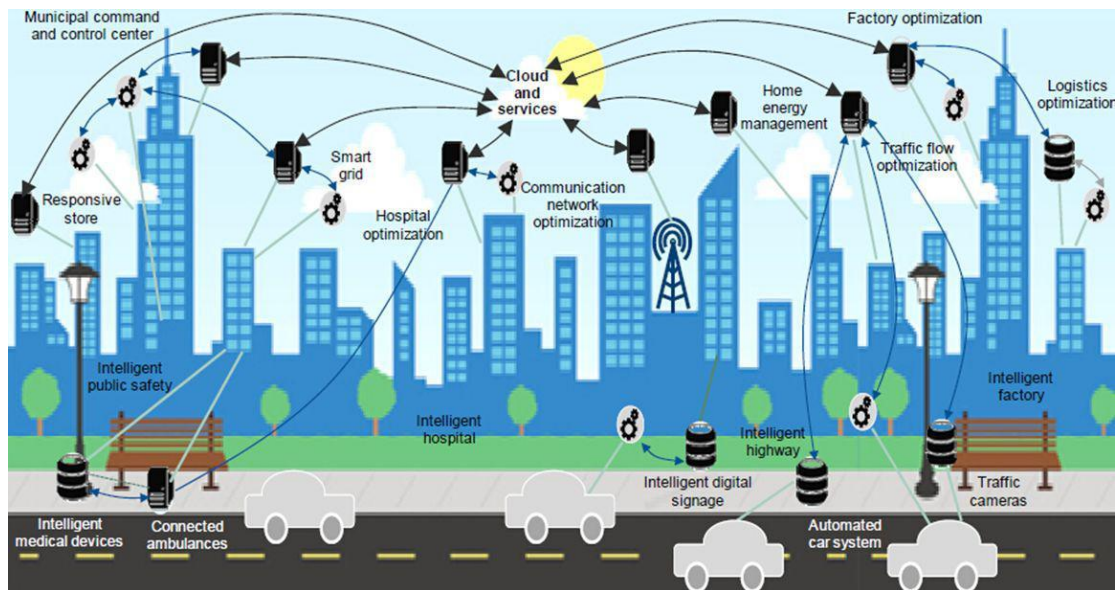 Municipal command
and control center
Cloud
and
services
Factory optimization
Logistics
optimization
Home
energy
management
Traffic flow
optimization
Smart
grid
Responsive
store
Hospital
optimization
Communication
network
optimization
Intelligent
public safety
Intelligent
hospital
Intelligent
highway
Intelligent
factory
Intelligent digital
signage
Traffic
cameras
Intelligent
medical devices
Connected
ambulances
Automated
car system